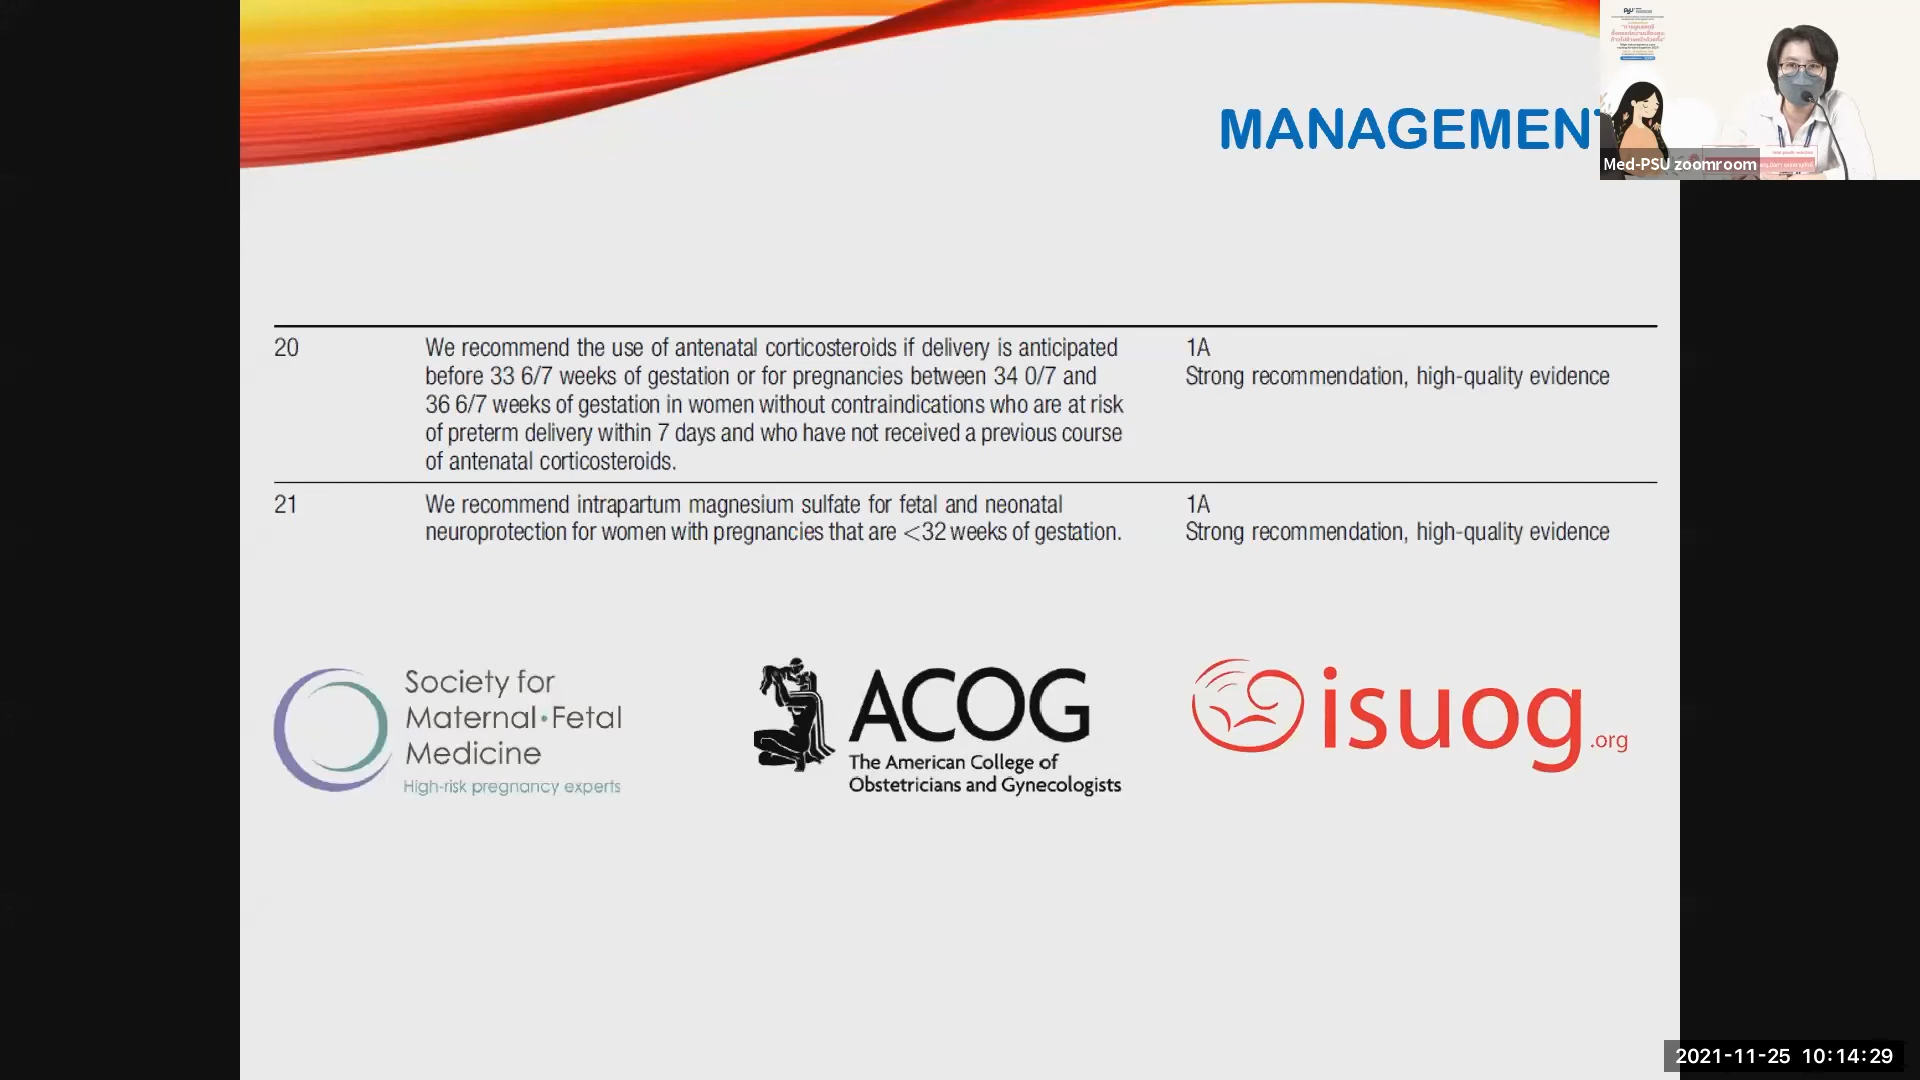 MANAGEMEN
20
We recommend the use of antenatal corticosteroids if delivery is anticipated
before 33 6/7 weeks of gestation or for pregnancies between 34 0/7 and
36 6/7 weeks of gestation in women without contraindications who are at risk
of preterm delivery within 7 days and who have not received a previous course
of antenatal corticosteroids.
1A
Strong recommendation, high-quality evidence
21
We recommend intrapartum magnesium sulfate for fetal and neonatal
neuroprotection for women with pregnancies that are <32 weeks of gestation.
1A
Strong recommendation, high-quality evidence
Society for
Maternal•Fetal
Medicine
High-risk pregnancy experts
ACOG
The American College of
Obstetricians and Gynecologists
isuog.org
Med-PSU zoomroom
2021-11-25 10:14:29